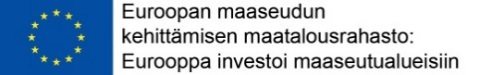 Euroopan maaseudun
kehittämisen maatalousrahasto:
Eurooppa investoi maaseutualueisiin